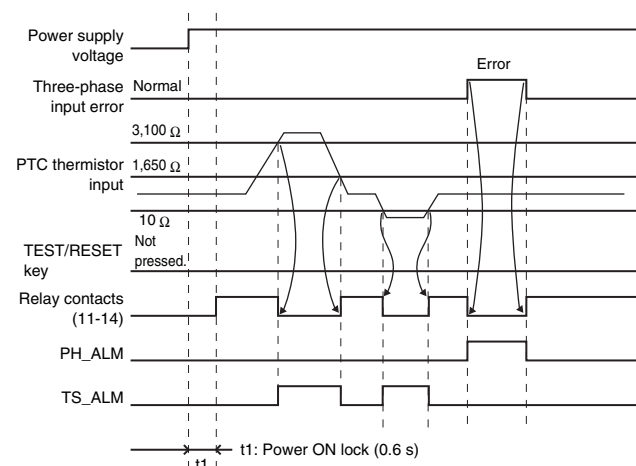 Power supply
voltage
Error
Three-phase
input error
Normal
3,100 Ω
PTC thermistor
input
1,650 Ω
10 Ω
TEST/RESET
key
Not
pressed.
Relay contacts
(11-14)
PH_ALM
TS_ALM
t1: Power ON lock (0.6 s)
t1